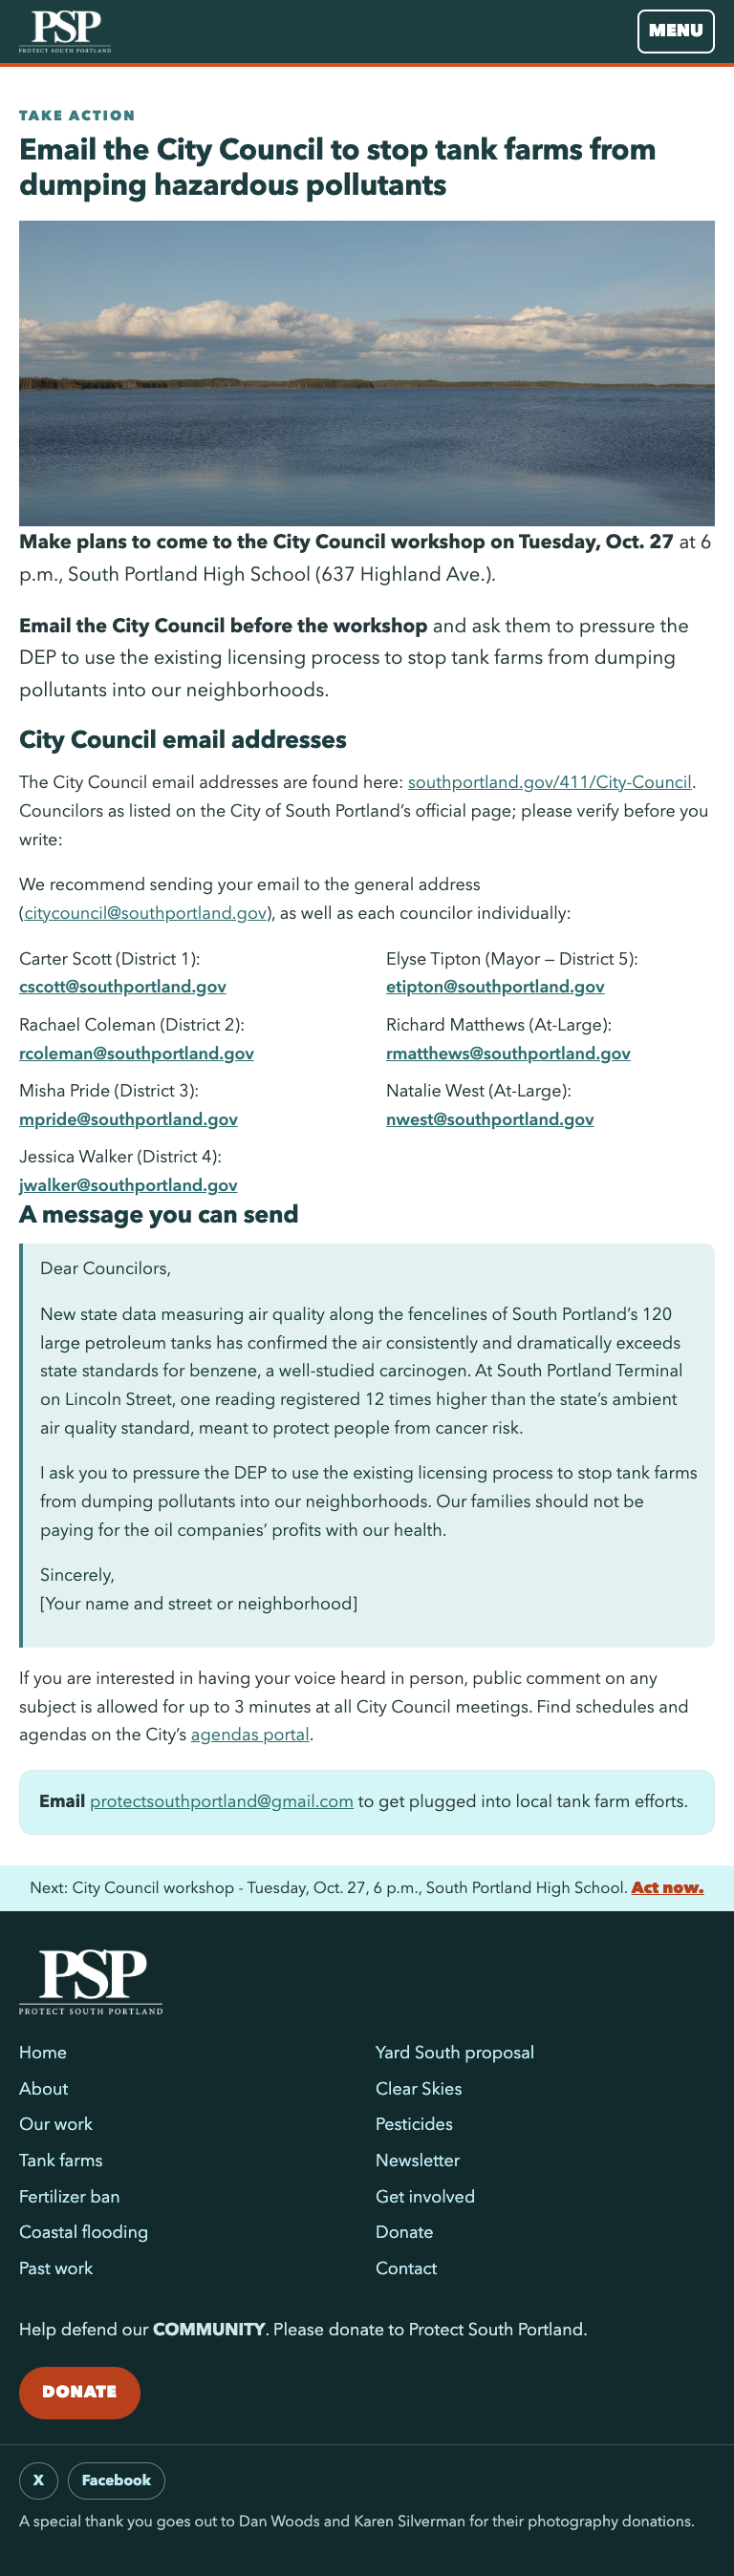 PSP
PROTECT SOUTH PORTLAND
MENU
TAKE ACTION
Email the City Council to stop tank farms from
dumping hazardous pollutants
Make plans to come to the City Council workshop on Tuesday, Oct. 27 at 6
p.m., South Portland High School (637 Highland Ave.).
Email the City Council before the workshop and ask them to pressure the
DEP to use the existing licensing process to stop tank farms from dumping
pollutants into our neighborhoods.
City Council email addresses
The City Council email addresses are found here: southportland.gov/411/City-Council.
Councilors as listed on the City of South Portland’s official page; please verify before you
write:
We recommend sending your email to the general address
(citycouncil@southportland.gov), as well as each councilor individually:
Carter Scott (District 1):
cscott@southportland.gov
Rachael Coleman (District 2):
rcoleman@southportland.gov
Misha Pride (District 3):
mpride@southportland.gov
Jessica Walker (District 4):
jwalker@southportland.gov
Elyse Tipton (Mayor – District 5):
etipton@southportland.gov
Richard Matthews (At-Large):
rmatthews@southportland.gov
Natalie West (At-Large):
nwest@southportland.gov
A message you can send
Dear Councilors,
New state data measuring air quality along the fencelines of South Portland’s 120
large petroleum tanks has confirmed the air consistently and dramatically exceeds
state standards for benzene, a well-studied carcinogen. At South Portland Terminal
on Lincoln Street, one reading registered 12 times higher than the state’s ambient
air quality standard, meant to protect people from cancer risk.
I ask you to pressure the DEP to use the existing licensing process to stop tank farms
from dumping pollutants into our neighborhoods. Our families should not be
paying for the oil companies’ profits with our health.
Sincerely,
[Your name and street or neighborhood]
If you are interested in having your voice heard in person, public comment on any
subject is allowed for up to 3 minutes at all City Council meetings. Find schedules and
agendas on the City’s agendas portal.
Email protectsouthportland@gmail.com to get plugged into local tank farm efforts.
Next: City Council workshop - Tuesday, Oct. 27, 6 p.m., South Portland High School. Act now.
PSP
PROTECT SOUTH PORTLAND
Home
About
Our work
Tank farms
Fertilizer ban
Coastal flooding
Past work
Yard South proposal
Clear Skies
Pesticides
Newsletter
Get involved
Donate
Contact
Help defend our COMMUNITY. Please donate to Protect South Portland.
DONATE
X
Facebook
A special thank you goes out to Dan Woods and Karen Silverman for their photography donations.